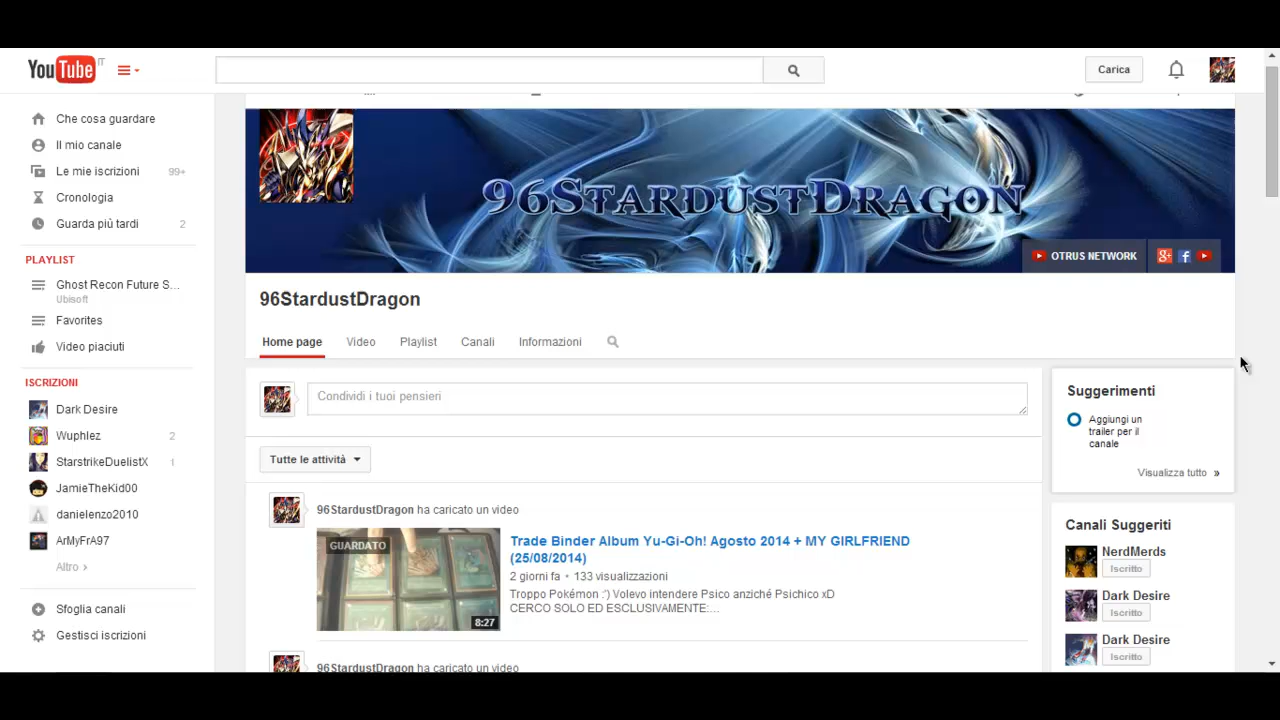 YouTube IT
Carica
Che cosa guardare
Il mio canale
Le mie iscrizioni 99+
Cronologia
Guarda più tardi 2
PLAYLIST
Ghost Recon Future S...
Ubisoft
Favorites
Video piaciuti
ISCRIZIONI
Dark Desire
Wuphlez 2
StarstrikeDuelistX 1
JamieTheKid00
danielenzo2010
ArMyFrA97
Altro ›
Sfoglia canali
Gestisci iscrizioni
96StardustDragon
OTRUS NETWORK
96StardustDragon
Home page Video Playlist Canali Informazioni
Condividi i tuoi pensieri
Tutte le attività
96StardustDragon ha caricato un video
GUARDATO
8:27
Trade Binder Album Yu-Gi-Oh! Agosto 2014 + MY GIRLFRIEND
(25/08/2014)
2 giorni fa • 133 visualizzazioni
Troppo Pokémon :') Volevo intendere Psico anziché Psichico xD
CERCO SOLO ED ESCLUSIVAMENTE:...
96StardustDragon ha caricato un video
Suggerimenti
Aggiungi un
trailer per il
canale
Visualizza tutto »
Canali Suggeriti
NerdMerds
Iscritto
Dark Desire
Iscritto
Dark Desire
Iscritto